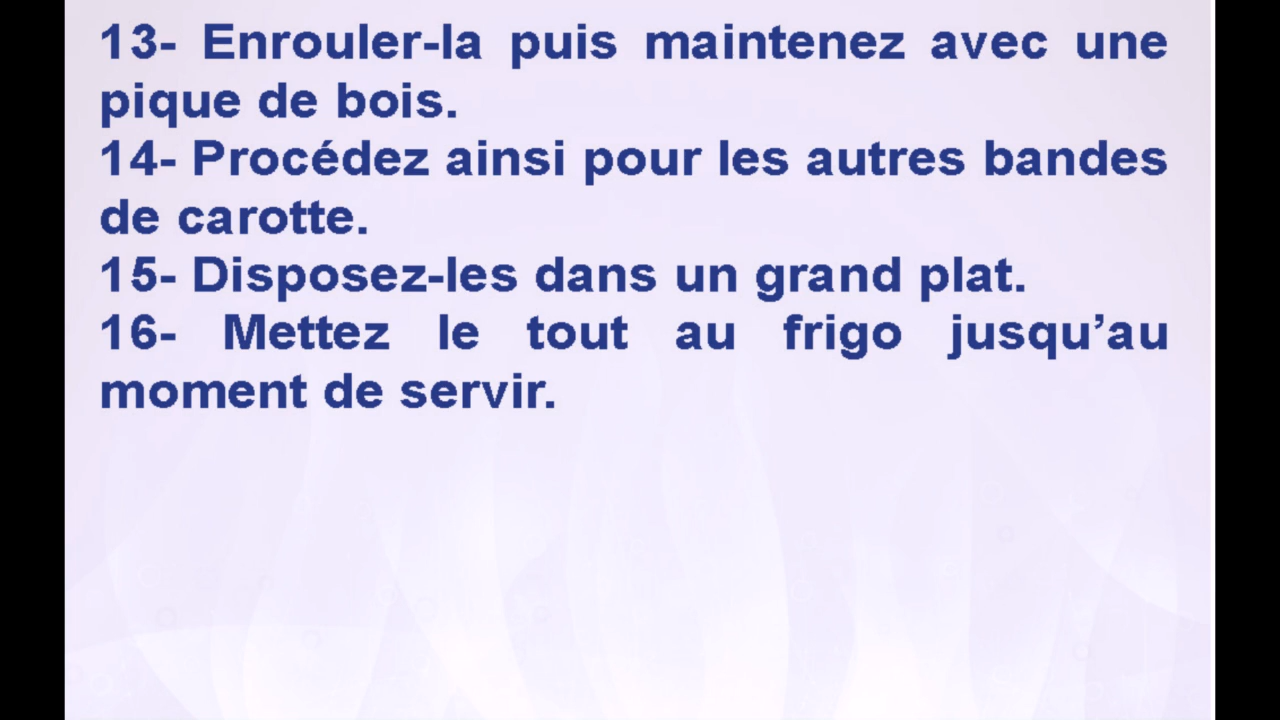 13- Enrouler-la puis maintenez avec une
pique de bois.
14- Procédez ainsi pour les autres bandes
de carotte.
15- Disposez-les dans un grand plat.
16- Mettez le tout au frigo jusqu’au
moment de servir.